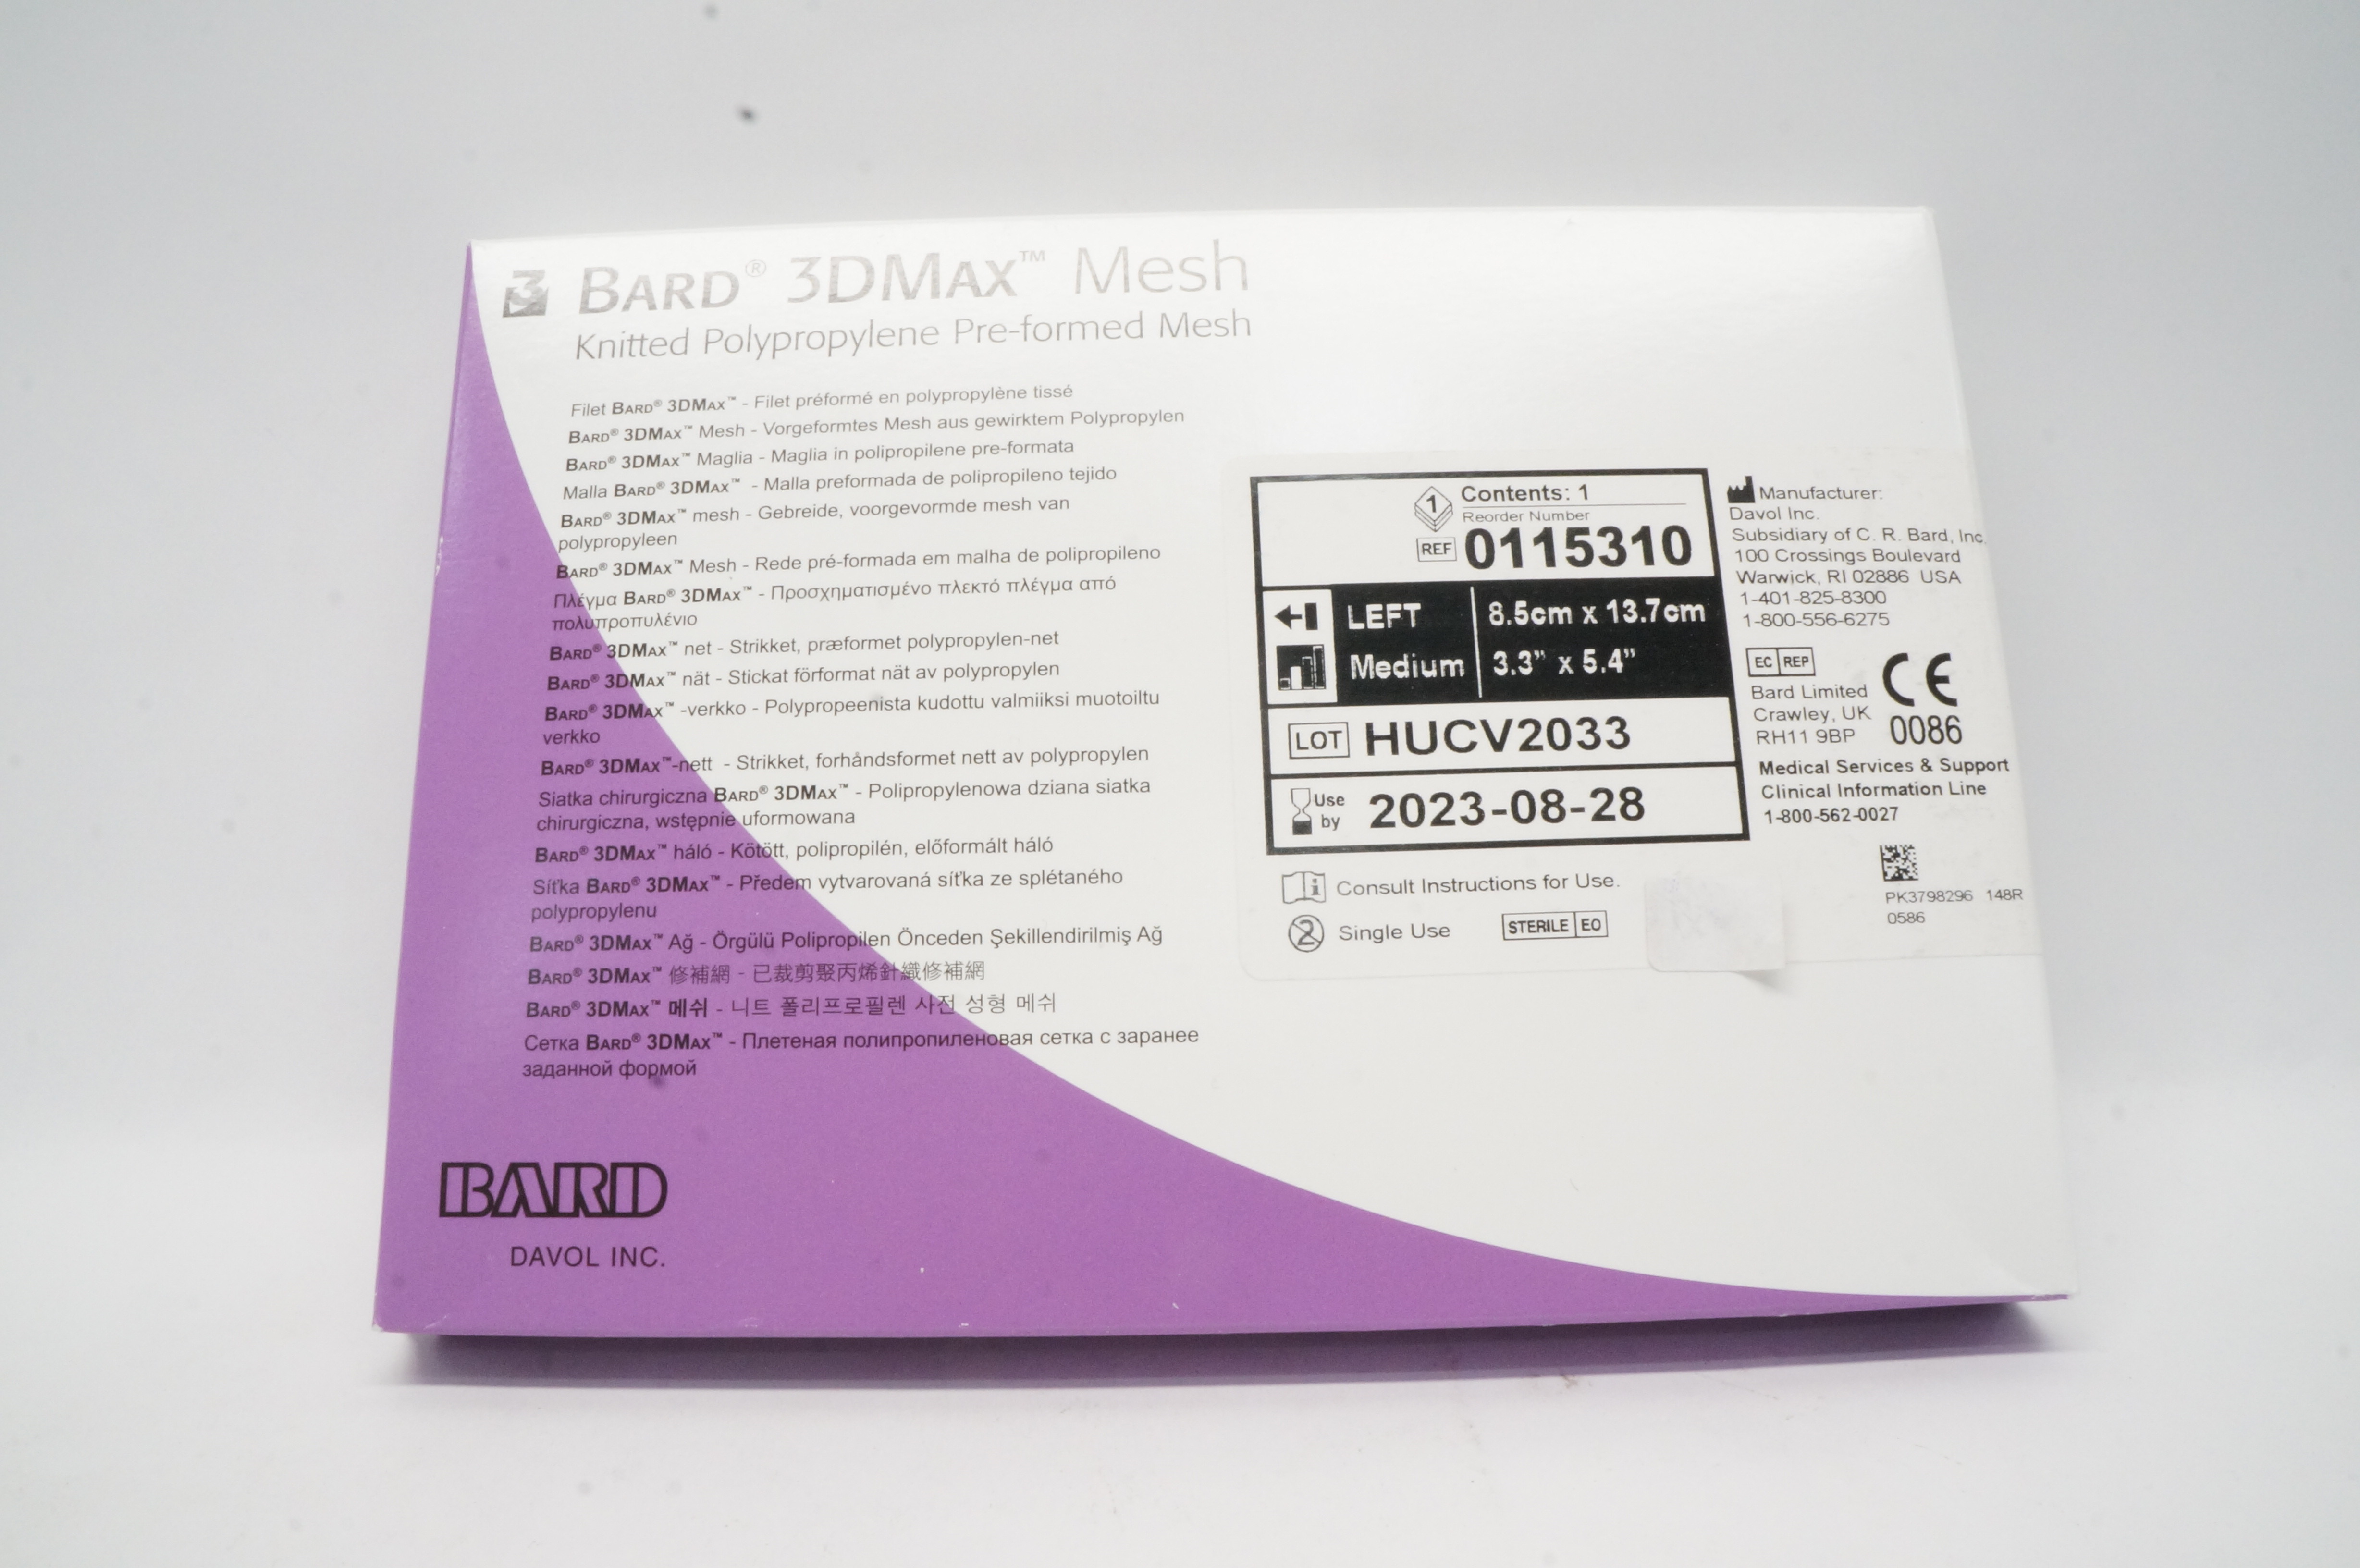 3 BARD® 3DMAX™ Mesh
Knitted Polypropylene Pre-formed Mesh
Filet BARD® 3DMAX™ - Filet préformé en polypropylène tissé
BARD® 3DMAX™ Mesh - Vorgeformtes Mesh aus gewirktem Polypropylen
BARD® 3DMAX™ Maglia - Maglia in polipropilene pre-formata
Malla BARD® 3DMAX™ - Malla preformada de polipropileno tejido
BARD® 3DMAX™ mesh - Gebreide, voorgevormde mesh van
polypropyleen
BARD® 3DMAX™ Mesh - Rede pré-formada em malha de polipropileno
Πλέγμα BARD® 3DMAX™ - Προσχηματισμένο πλεκτό πλέγμα από
πολυπροπυλένιο
BARD® 3DMAX™ net - Strikket, præformet polypropylen-net
BARD® 3DMAX™ nät - Stickat förformat nät av polypropylen
BARD® 3DMAX™ -verkko - Polypropeenista kudottu valmiiksi muotoiltu
verkko
BARD® 3DMAX™-nett - Strikket, forhåndsformet nett av polypropylen
Siatka chirurgiczna BARD® 3DMAX™ - Polipropylenowa dziana siatka
chirurgiczna, wstępnie uformowana
BARD® 3DMAX™ háló - Kötött, polipropilén, előformált háló
Síťka BARD® 3DMAX™ - Předem vytvarovaná síťka ze splétaného
polypropylenu
BARD® 3DMAX™ Ağ - Örgülü Polipropilen Önceden Şekillendirilmiş Ağ
BARD® 3DMAX™ 修補網 - 已裁剪聚丙烯針織修補網
BARD® 3DMAX™ 메쉬 - 니트 폴리프로필렌 사전 성형 메쉬
Сетка BARD® 3DMAX™ - Плетеная полипропиленовая сетка с заранее
заданной формой
BARD
DAVOL INC.
1 Contents: 1
Reorder Number
REF 0115310
LEFT 8.5cm x 13.7cm
Medium 3.3” x 5.4”
LOT HUCV2033
Use
by 2023-08-28
Consult Instructions for Use.
2 Single Use STERILE EO
Manufacturer:
Davol Inc.
Subsidiary of C. R. Bard, Inc.
100 Crossings Boulevard
Warwick, RI 02886 USA
1-401-825-8300
1-800-556-6275
EC REP
Bard Limited
Crawley, UK
RH11 9BP
CE
0086
Medical Services & Support
Clinical Information Line
1-800-562-0027
PK3798296 148R
0586